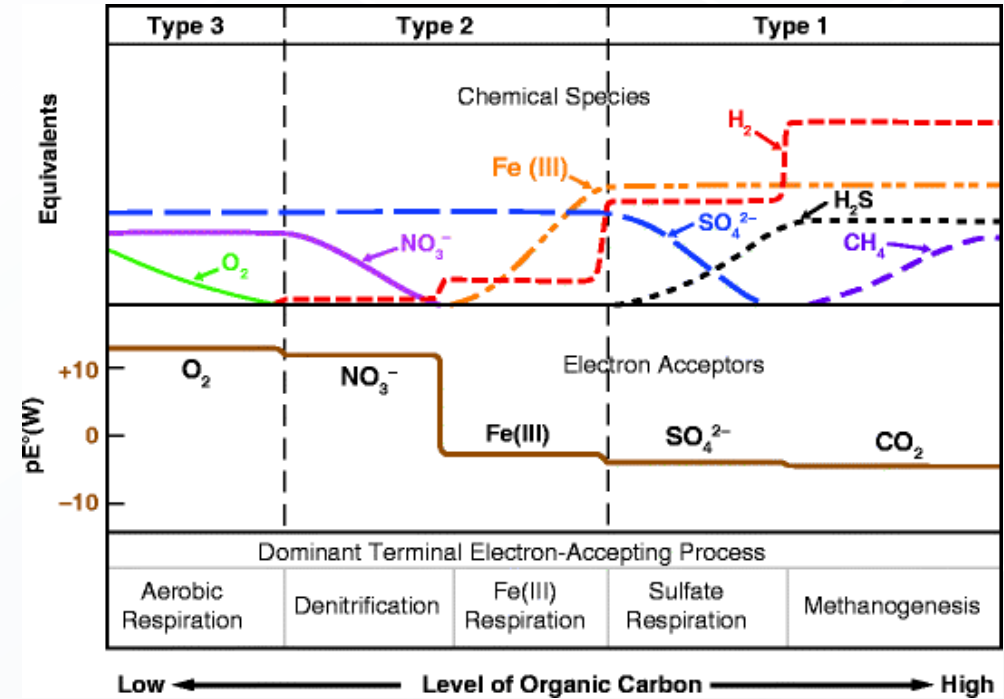 Type 3
Type 2
Type 1
Equivalents
Chemical Species
H₂
Fe (III)
H₂S
SO₄²⁻
NO₃⁻
CH₄
O₂
pE°(W)
+10
0
−10
Electron Acceptors
O₂
NO₃⁻
Fe(III)
SO₄²⁻
CO₂
Dominant Terminal Electron-Accepting Process
Aerobic
Respiration
Denitrification
Fe(III)
Respiration
Sulfate
Respiration
Methanogenesis
Low
Level of Organic Carbon
High